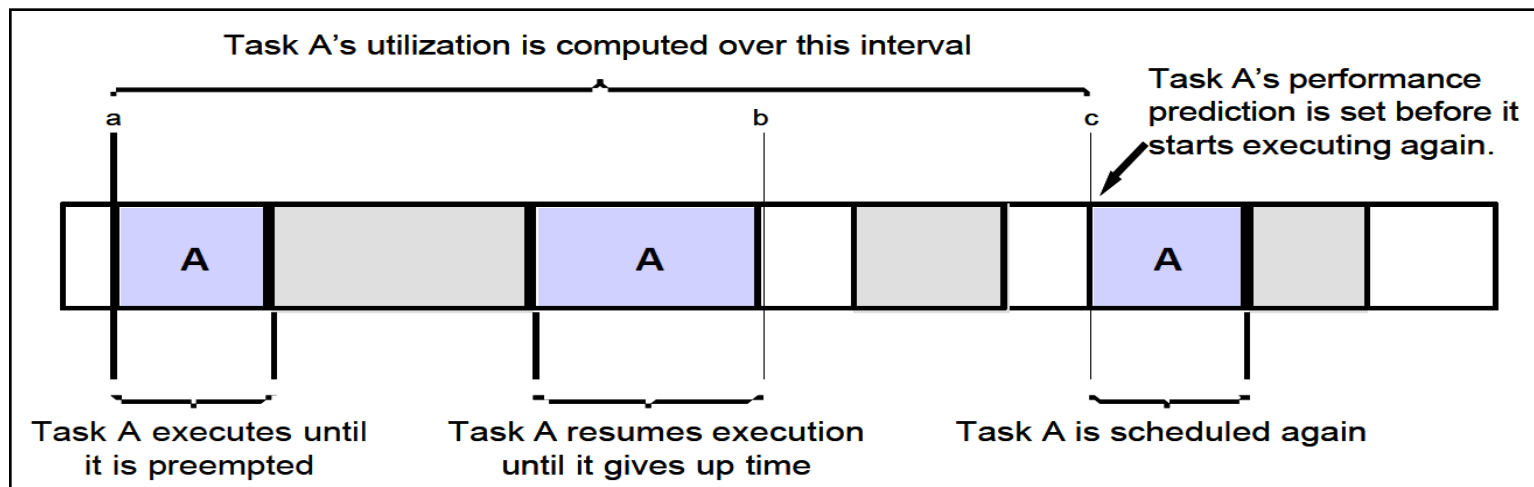 Task A’s utilization is computed over this interval
Task A’s performance
prediction is set before it
starts executing again.
a
b
c
A
A
A
Task A executes until
it is preempted
Task A resumes execution
until it gives up time
Task A is scheduled again